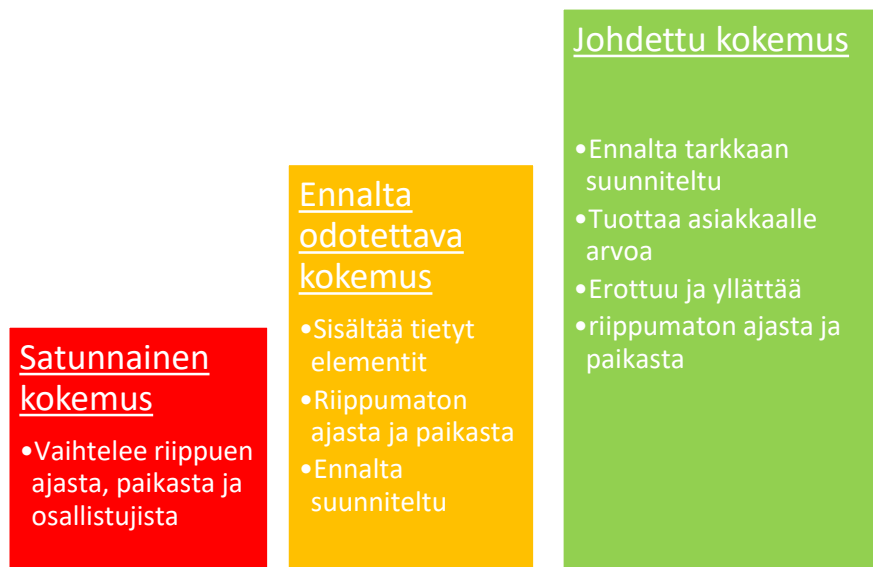 Satunnainen
kokemus
•Vaihtelee riippuen
ajasta, paikasta ja
osallistujista
Ennalta
odotettava
kokemus
•Sisältää tietyt
elementit
•Riippumaton
ajasta ja paikasta
•Ennalta
suunniteltu
Johdettu kokemus
•Ennalta tarkkaan
suunniteltu
•Tuottaa asiakkaalle
arvoa
•Erottuu ja yllättää
•riippumaton ajasta ja
paikasta